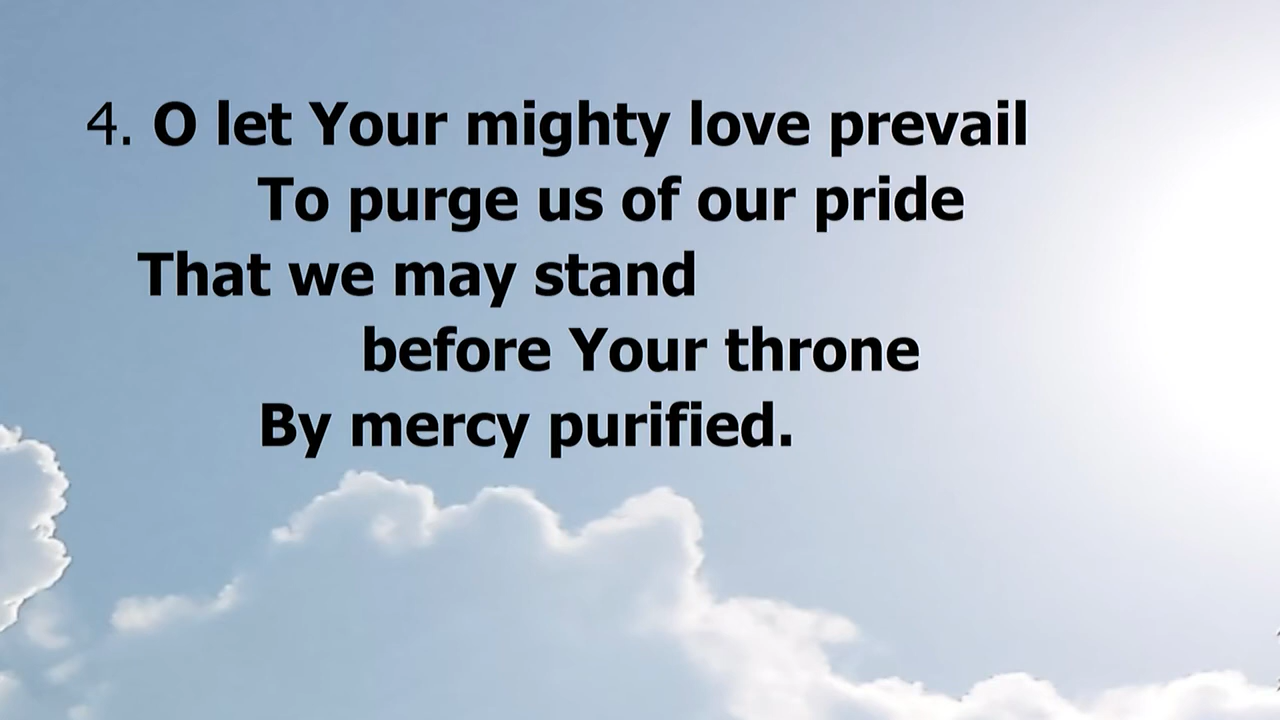 4. O let Your mighty love prevail
To purge us of our pride
That we may stand
before Your throne
By mercy purified.